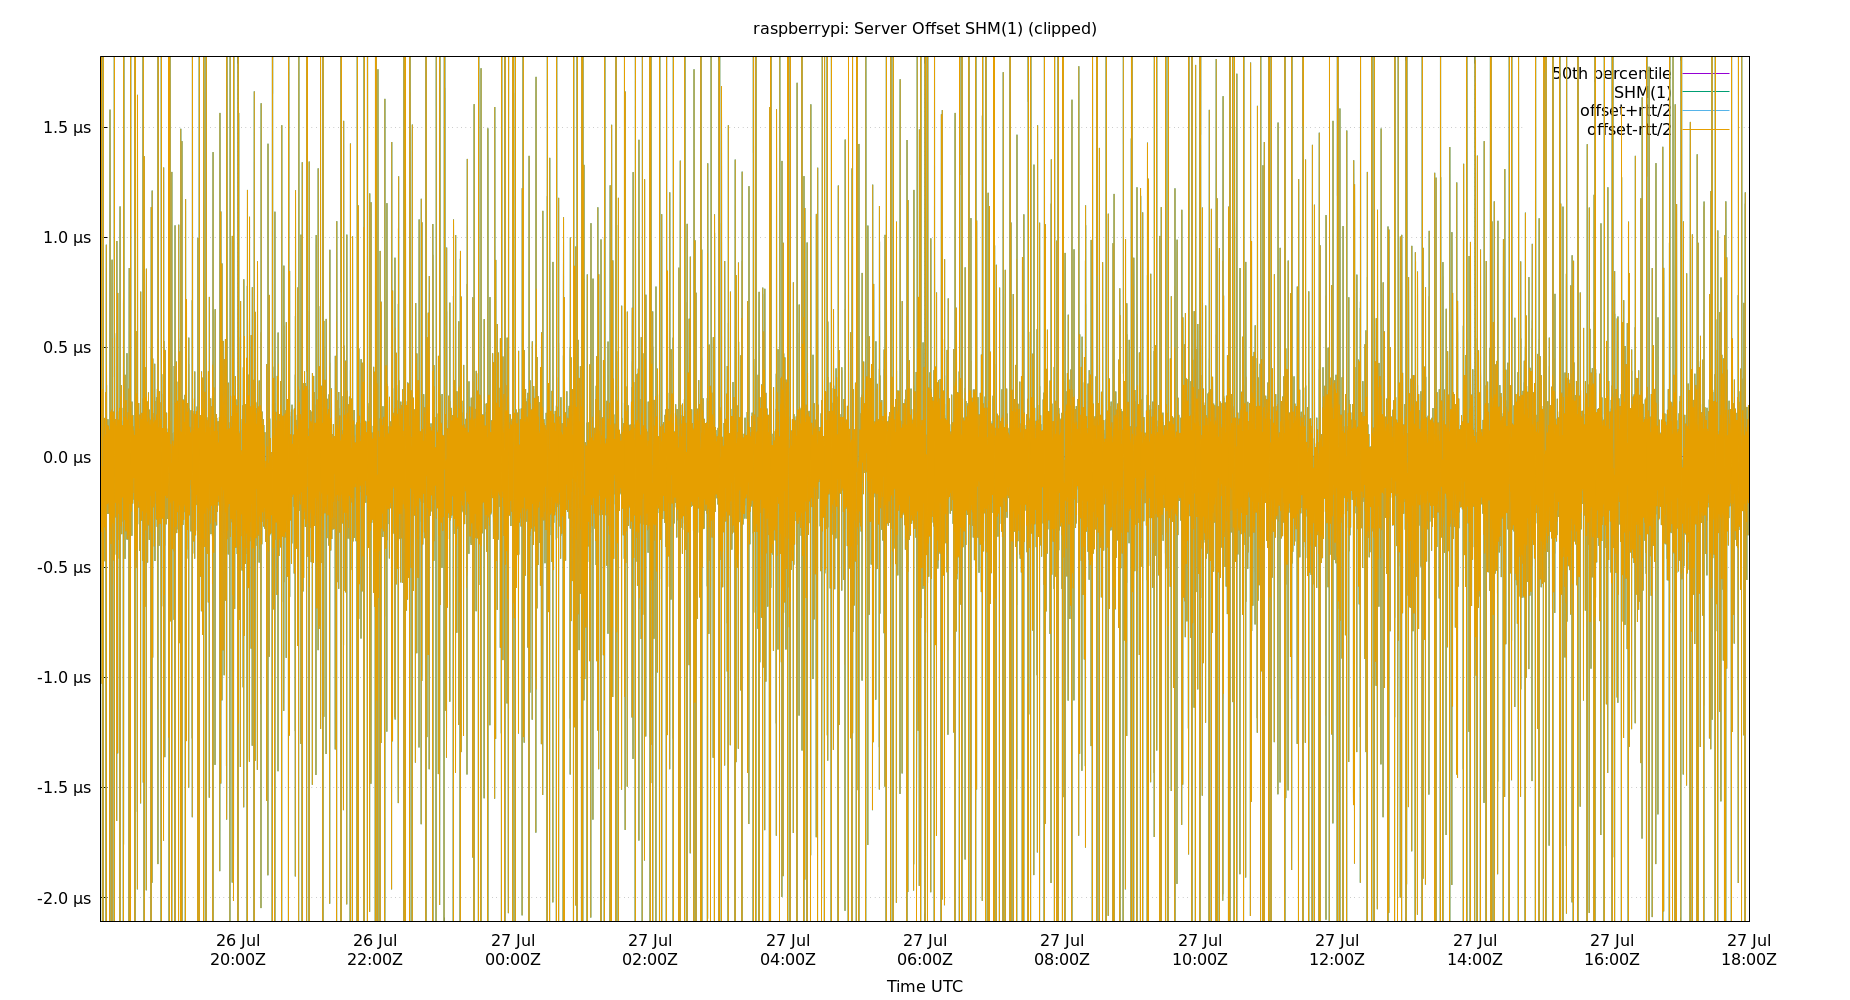 raspberrypi: Server Offset SHM(1) (clipped)
50th percentile
SHM(1)
offset+rtt/2
offset-rtt/2
1.5 µs
1.0 µs
0.5 µs
0.0 µs
-0.5 µs
-1.0 µs
-1.5 µs
-2.0 µs
26 Jul 26 Jul 27 Jul 27 Jul 27 Jul 27 Jul 27 Jul 27 Jul 27 Jul 27 Jul 27 Jul 27 Jul
20:00Z 22:00Z 00:00Z 02:00Z 04:00Z 06:00Z 08:00Z 10:00Z 12:00Z 14:00Z 16:00Z 18:00Z
Time UTC